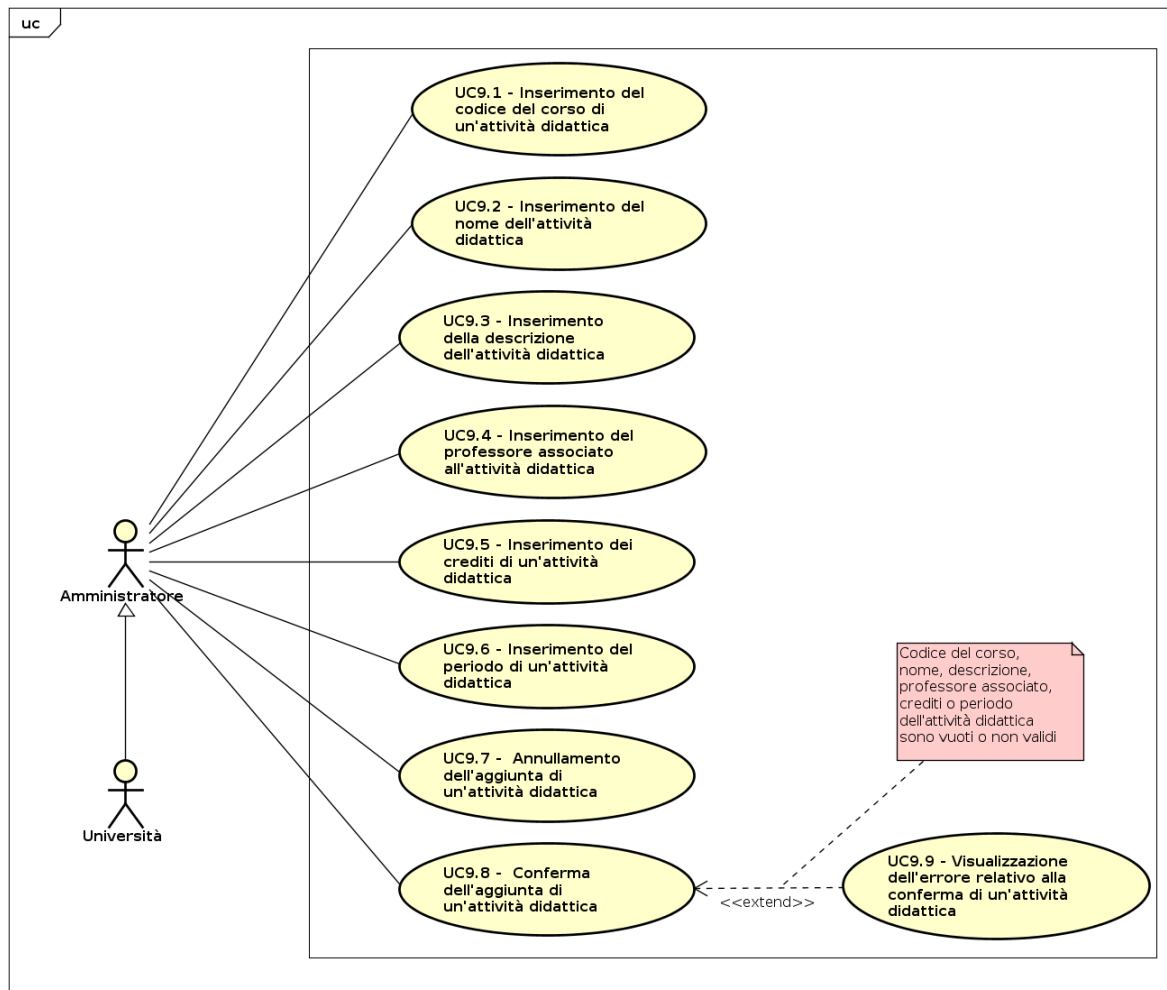 uc
UC9.1 - Inserimento del
codice del corso di
un'attività didattica
UC9.2 - Inserimento del
nome dell'attività
didattica
UC9.3 - Inserimento
della descrizione
dell'attività didattica
UC9.4 - Inserimento del
professore associato
all'attività didattica
UC9.5 - Inserimento dei
crediti di un'attività
didattica
Amministratore
UC9.6 - Inserimento del
periodo di un'attività
didattica
Codice del corso,
nome, descrizione,
professore associato,
crediti o periodo
dell'attività didattica
sono vuoti o non validi
UC9.7 - Annullamento
dell'aggiunta di
un'attività didattica
Università
UC9.8 - Conferma
dell'aggiunta di
un'attività didattica
<<extend>>
UC9.9 - Visualizzazione
dell'errore relativo alla
conferma di un'attività
didattica